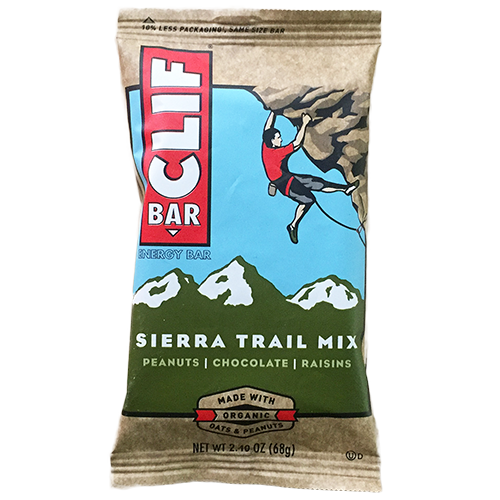 10% LESS PACKAGING*, SAME SIZE BAR
CLIF
BAR
ENERGY BAR
SIERRA TRAIL MIX
PEANUTS | CHOCOLATE | RAISINS
MADE WITH
ORGANIC
OATS & PEANUTS
NET WT 2.40 OZ (68g)
U D